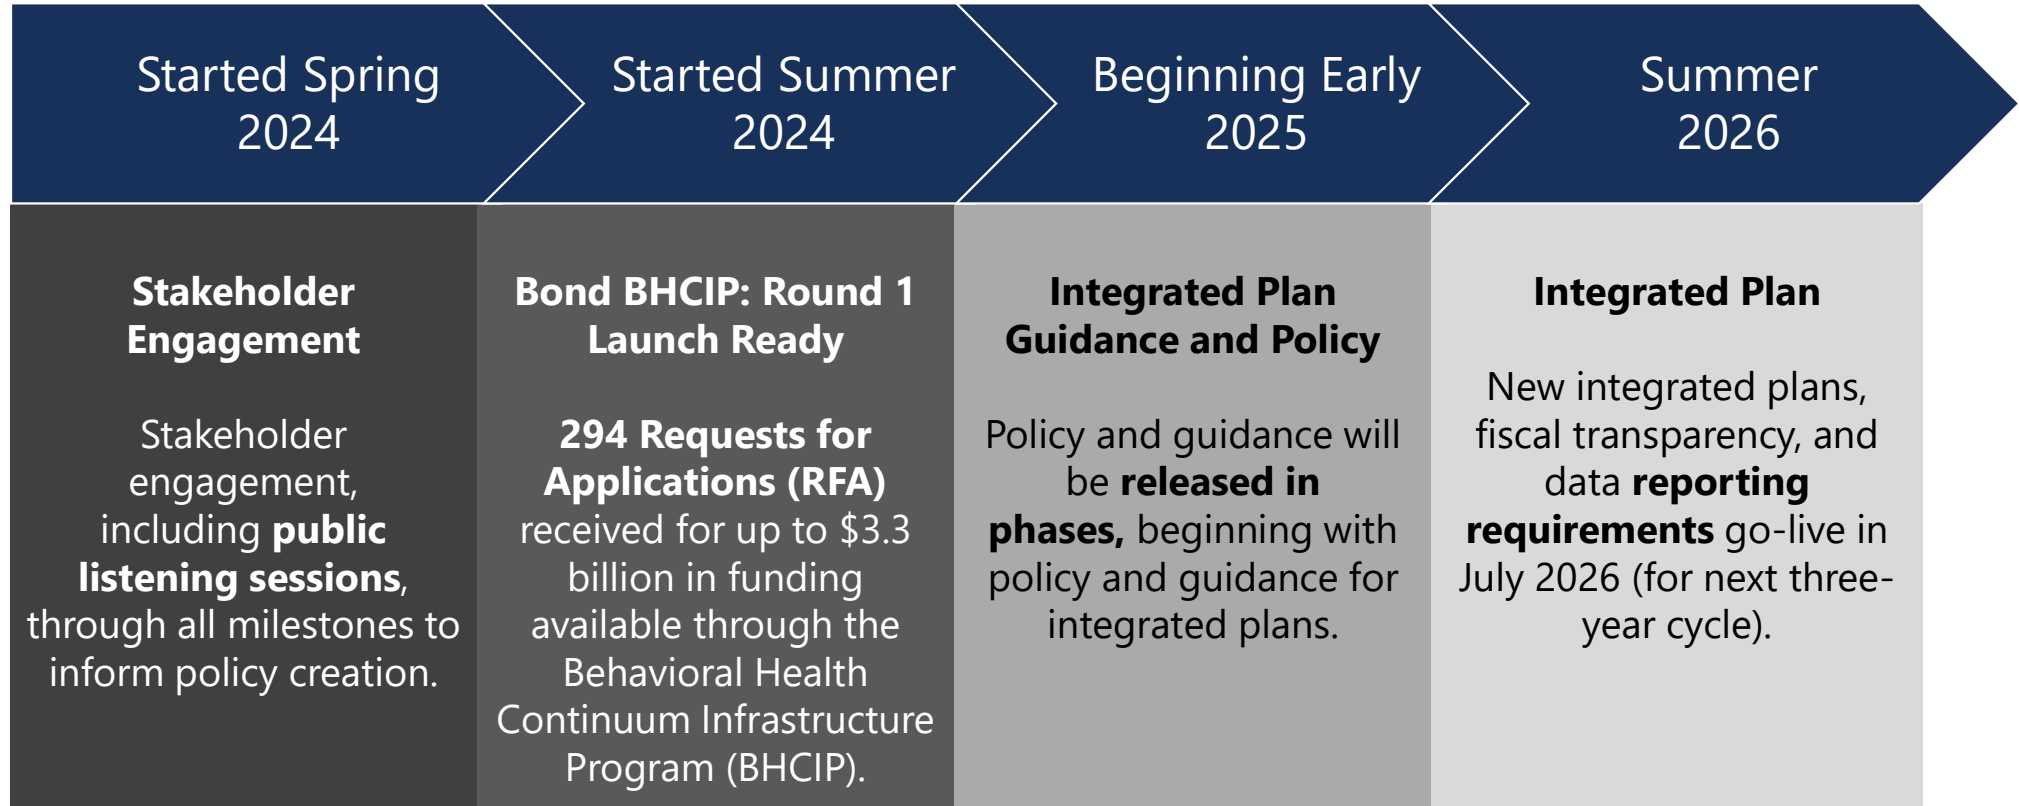 Started Spring
2024
Started Summer
2024
Beginning Early
2025
Summer
2026
Stakeholder
Engagement
Stakeholder
engagement,
including public
listening sessions,
through all milestones to
inform policy creation.
Bond BHCIP: Round 1
Launch Ready
294 Requests for
Applications (RFA)
received for up to $3.3
billion in funding
available through the
Behavioral Health
Continuum Infrastructure
Program (BHCIP).
Integrated Plan
Guidance and Policy
Policy and guidance will
be released in
phases, beginning with
policy and guidance for
integrated plans.
Integrated Plan
New integrated plans,
fiscal transparency, and
data reporting
requirements go-live in
July 2026 (for next three-
year cycle).